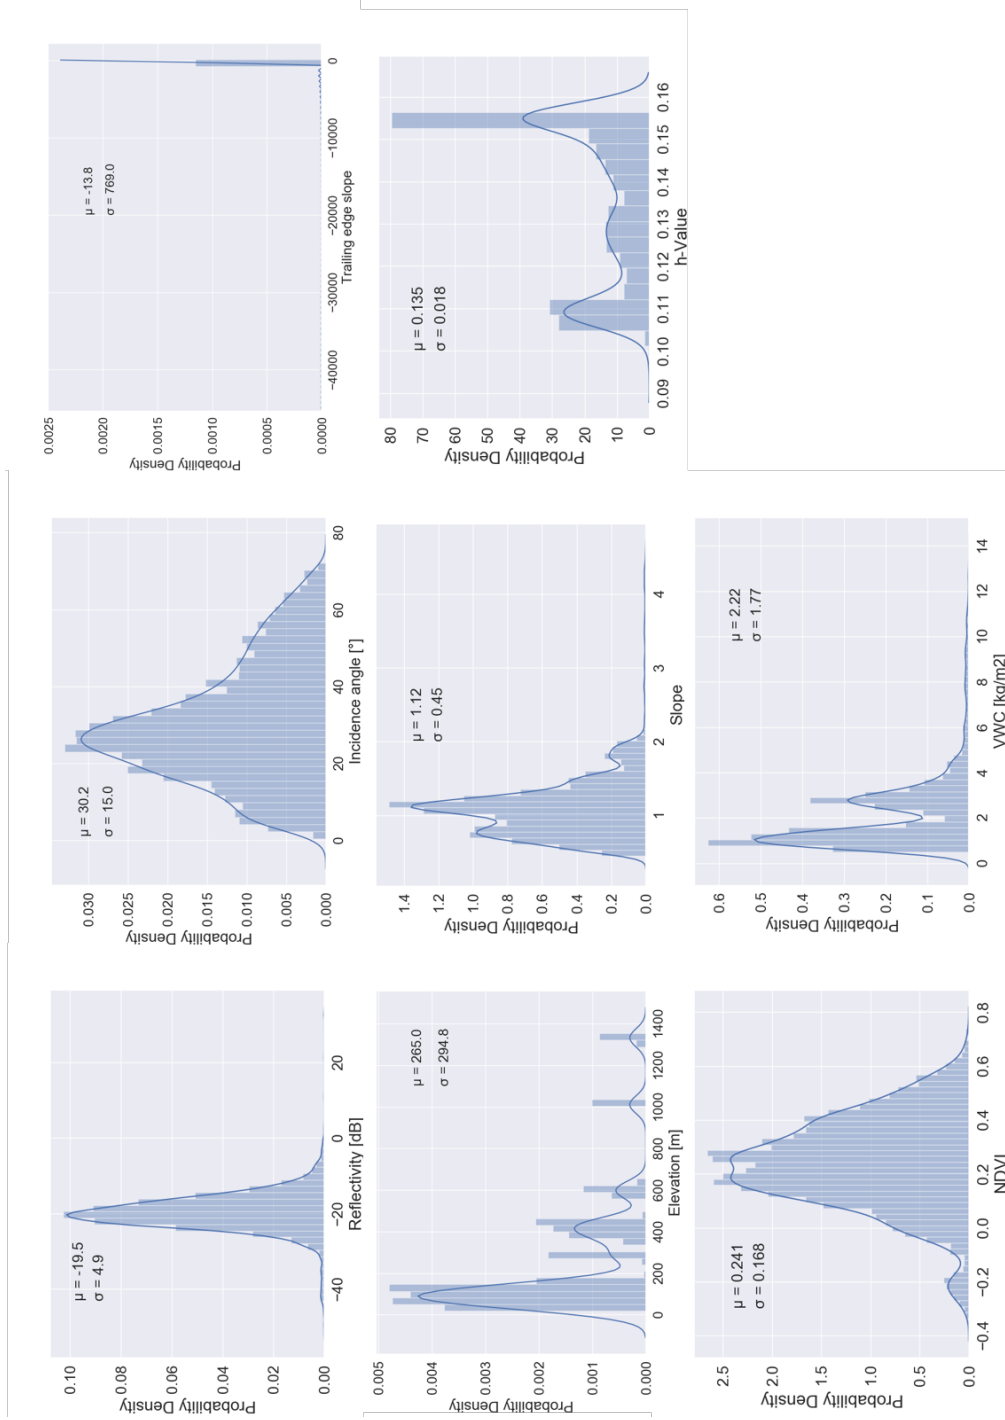 μ = -19.5
σ = 4.9
Probability Density
0.10
0.08
0.06
0.04
0.02
0.00
−40 −20 0 20
Reflectivity [dB]
μ = 30.2
σ = 15.0
Probability Density
0.030
0.025
0.020
0.015
0.010
0.005
0.000
0 20 40 60 80
Incidence angle [°]
μ = -13.8
σ = 769.0
Probability Density
0.0025
0.0020
0.0015
0.0010
0.0005
0.0000
−40000 −30000 −20000 −10000 0
Trailing edge slope
μ = 265.0
σ = 294.8
Probability Density
0.005
0.004
0.003
0.002
0.001
0.000
0 200 400 600 800 1000 1200 1400
Elevation [m]
μ = 1.12
σ = 0.45
Probability Density
1.4
1.2
1.0
0.8
0.6
0.4
0.2
0.0
1 2 3 4
Slope
μ = 0.135
σ = 0.018
Probability Density
80
70
60
50
40
30
20
10
0
0.09 0.10 0.11 0.12 0.13 0.14 0.15 0.16
h-Value
μ = 0.241
σ = 0.168
Probability Density
2.5
2.0
1.5
1.0
0.5
0.0
−0.4 −0.2 0.0 0.2 0.4 0.6 0.8
NDVI
μ = 2.22
σ = 1.77
Probability Density
0.6
0.5
0.4
0.3
0.2
0.1
0.0
0 2 4 6 8 10 12 14
VWC [kg/m2]